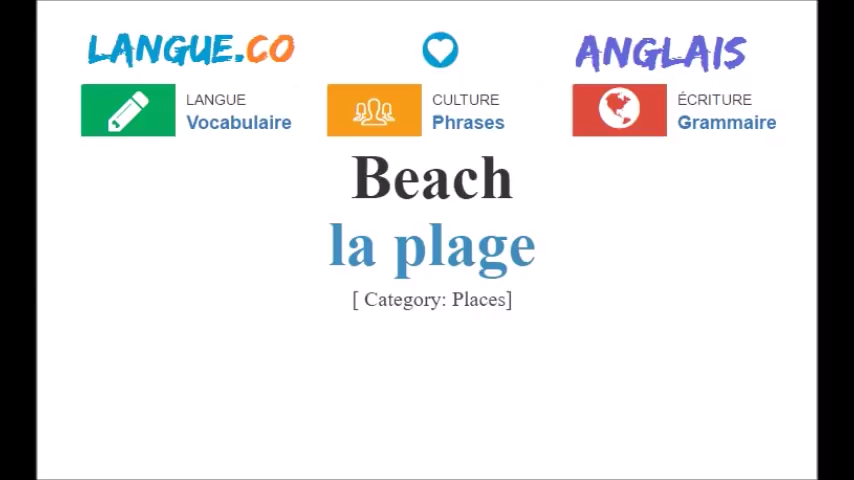 LANGUE.CO
ANGLAIS
LANGUE
Vocabulaire
CULTURE
Phrases
ÉCRITURE
Grammaire
Beach
la plage
[ Category: Places]